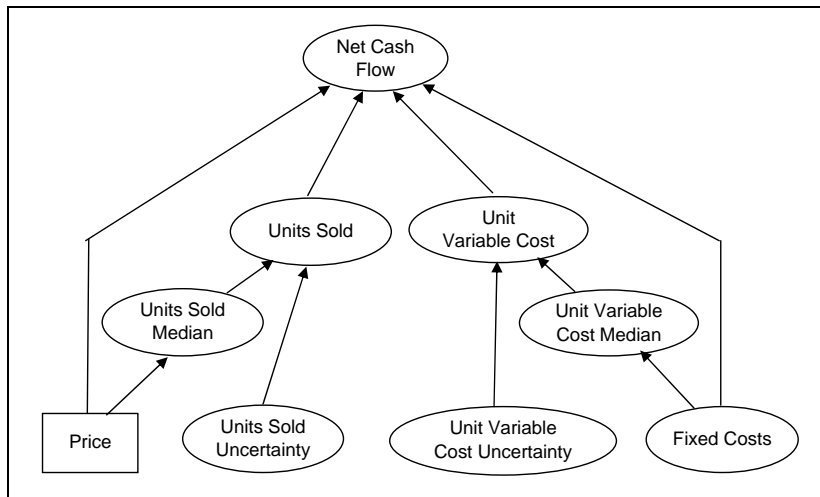 Net Cash
Flow
Units Sold
Unit
Variable Cost
Units Sold
Median
Unit Variable
Cost Median
Price
Units Sold
Uncertainty
Unit Variable
Cost Uncertainty
Fixed Costs